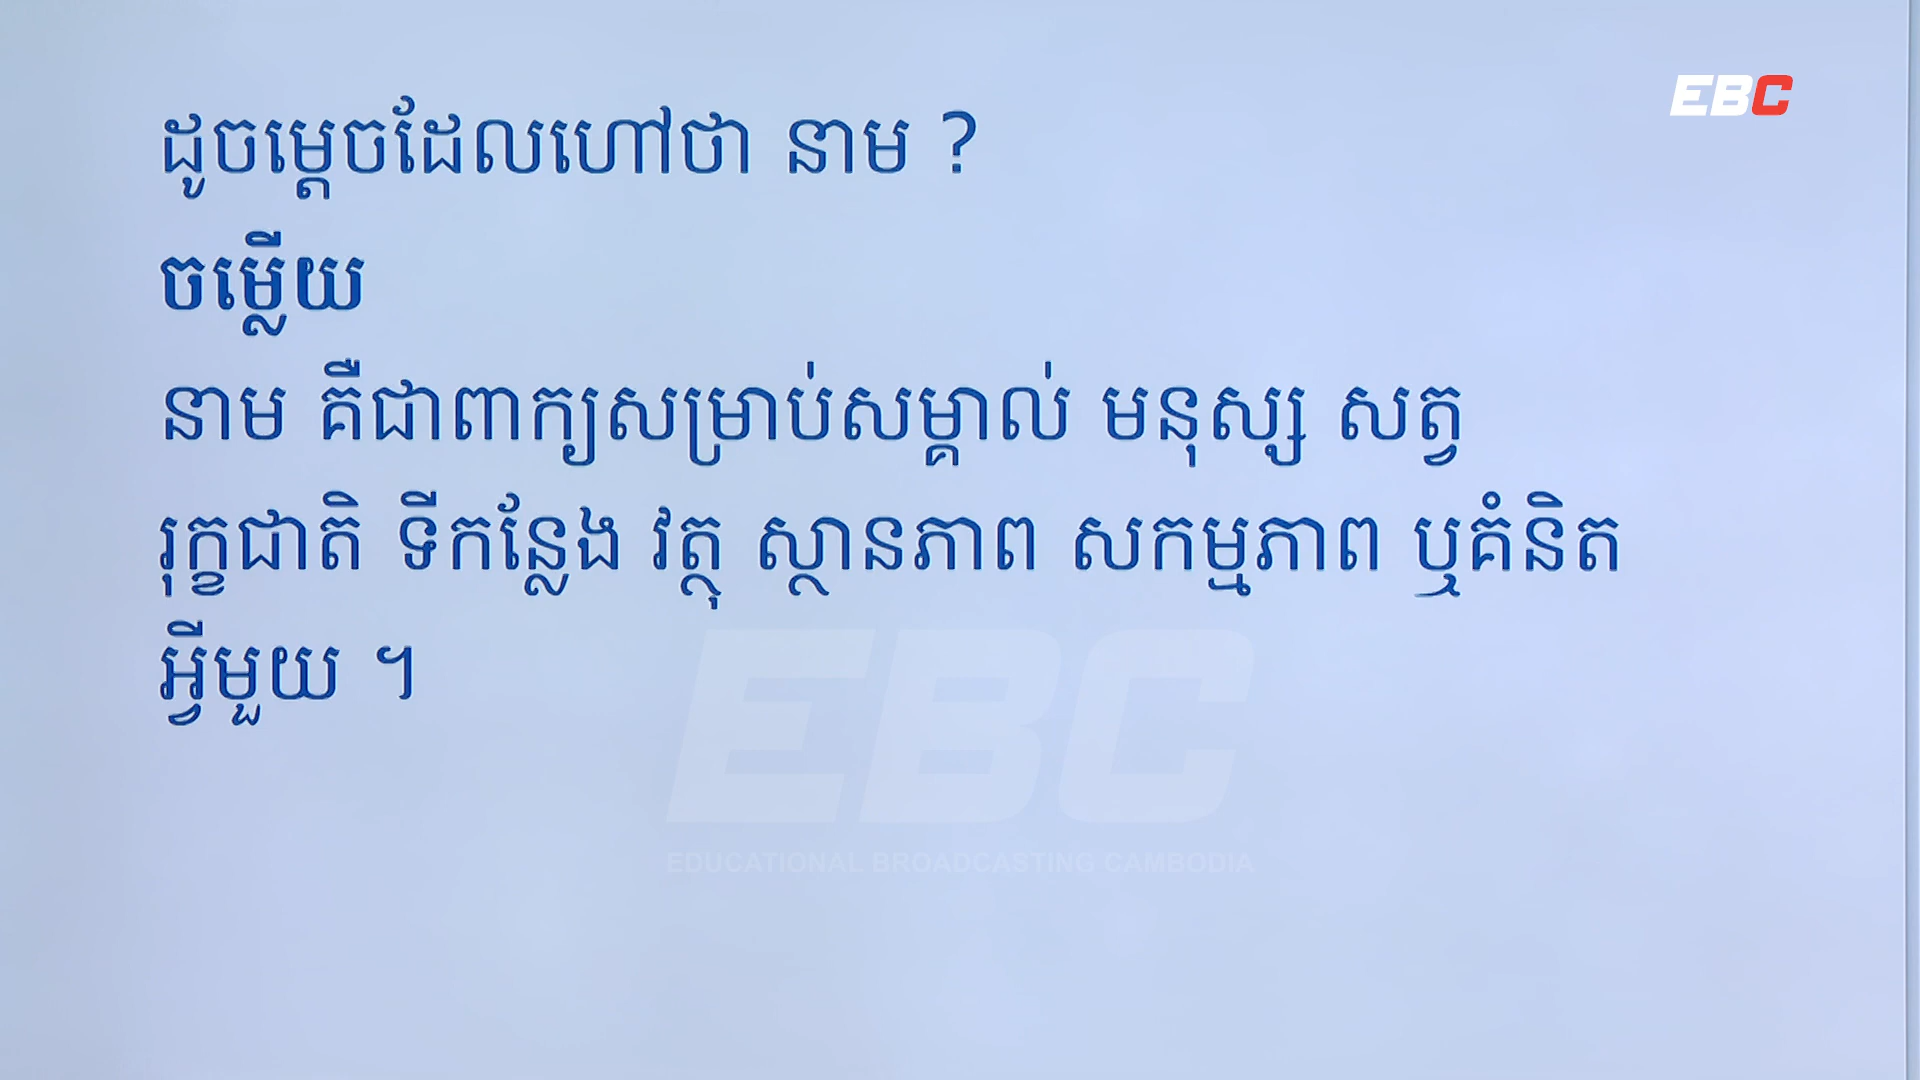 EBC
ដូចម្ដេចដែលហៅថា នាម ?
ចម្លើយ
នាម គឺជាពាក្យសម្រាប់សម្គាល់ មនុស្ស សត្វ
រុក្ខជាតិ ទីកន្លែង វត្ថុ ស្ថានភាព សកម្មភាព ឬគំនិត
អ្វីមួយ ។
EBC
EDUCATIONAL BROADCASTING CAMBODIA